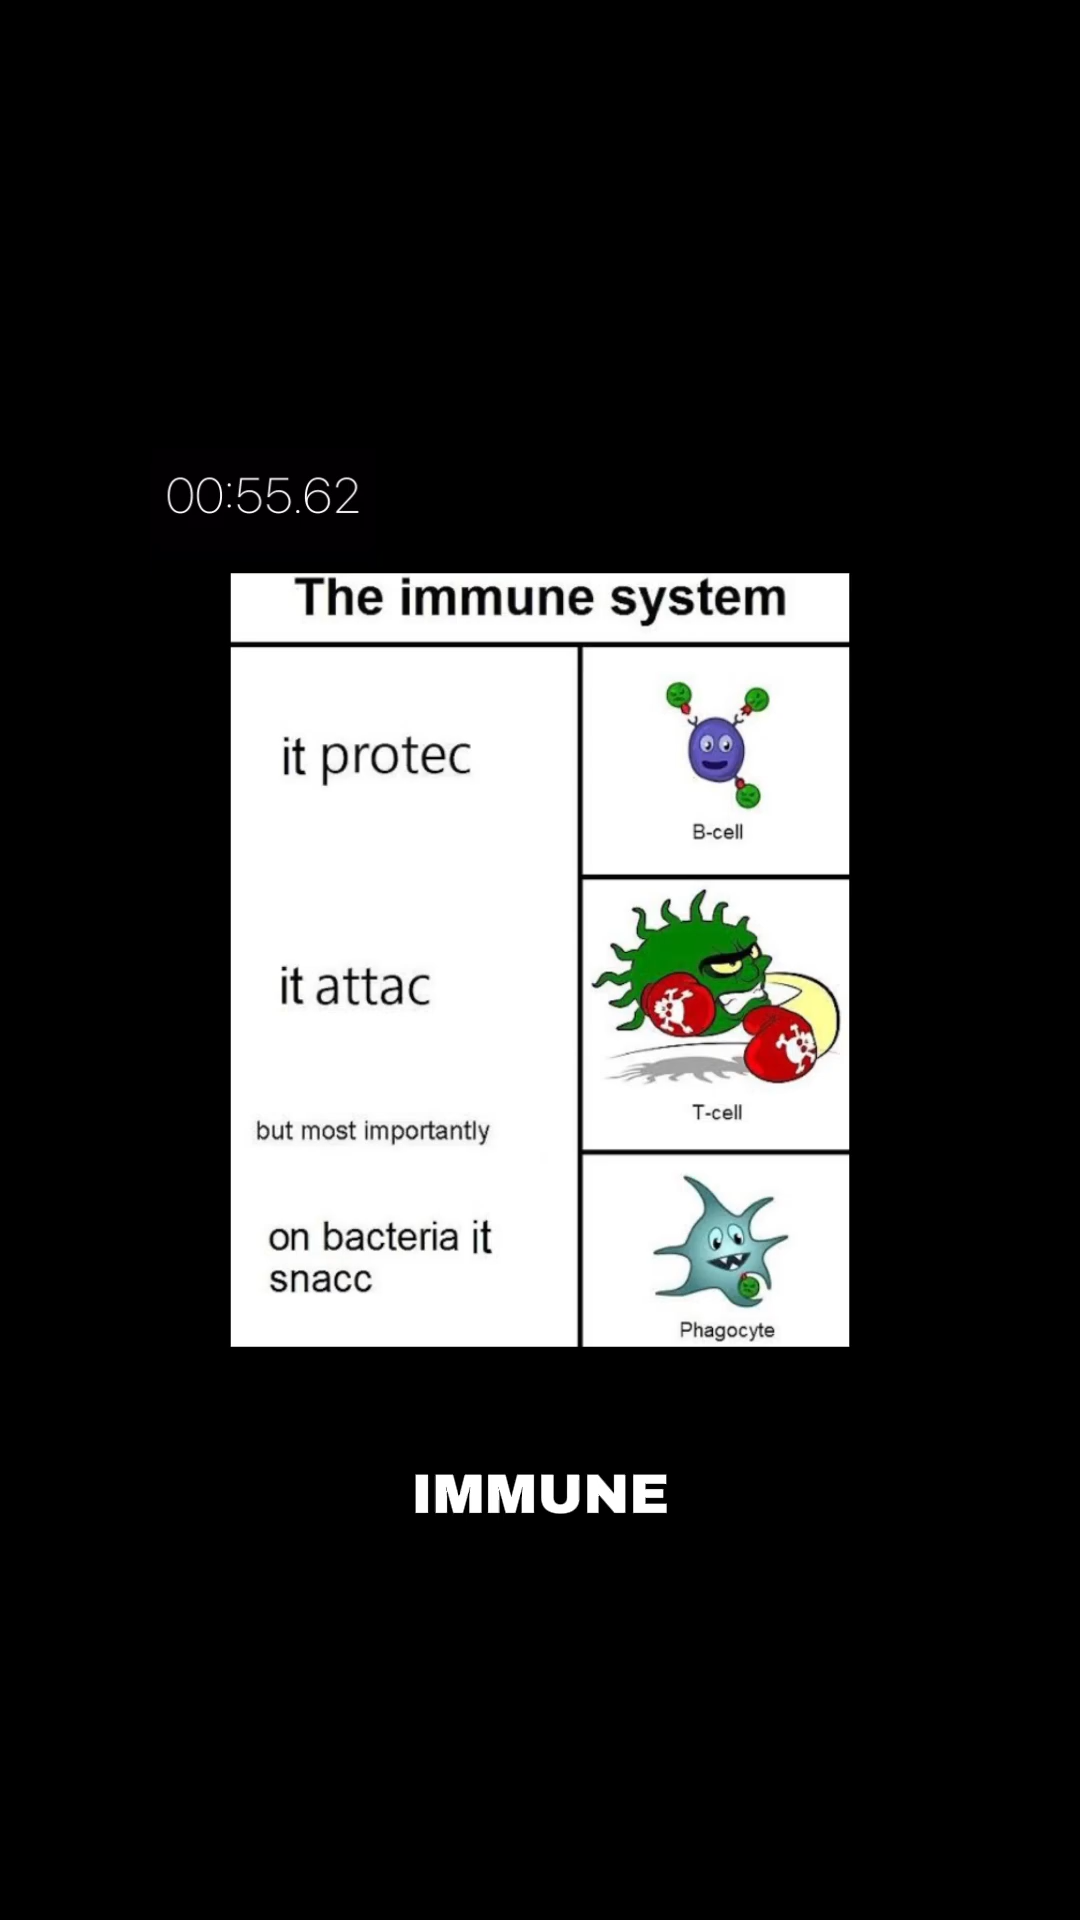 00:55.62
The immune system
it protec
B-cell
it attac
T-cell
but most importantly
on bacteria it
snacc
Phagocyte
IMMUNE